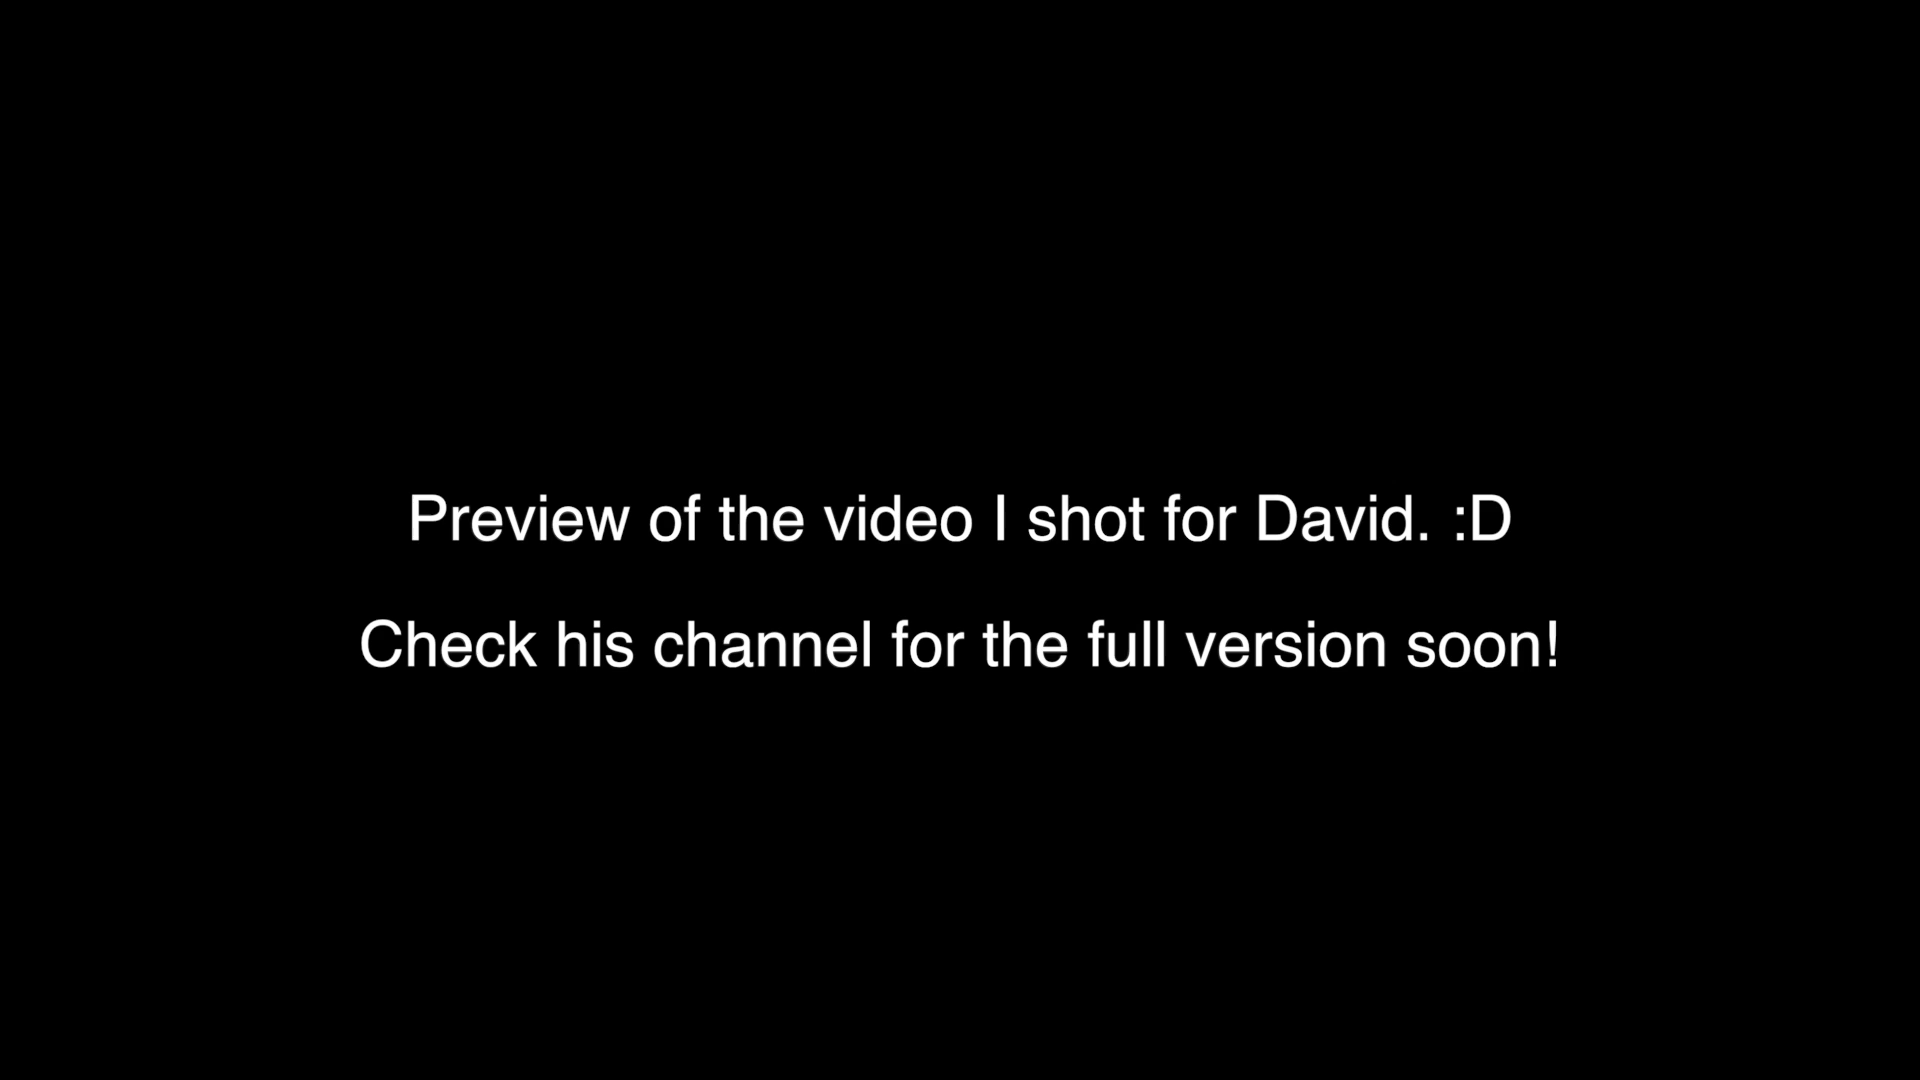 Preview of the video I shot for David. :D
Check his channel for the full version soon!